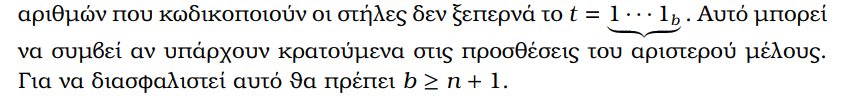 αριθμών που κωδικοποιούν οι στήλες δεν ξεπερνά το t = 1 · · · 1_b . Αυτό μπορεί
να συμβεί αν υπάρχουν κρατούμενα στις προσθέσεις του αριστερού μέλους.
Για να διασφαλιστεί αυτό θα πρέπει b ≥ n + 1.